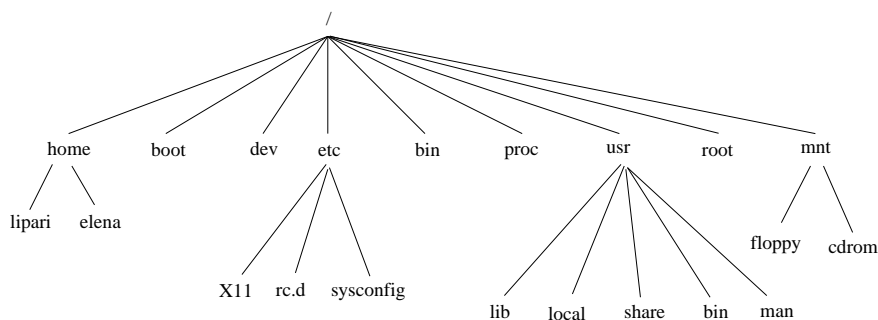 /
home boot dev etc bin proc usr root mnt
lipari elena
floppy cdrom
X11 rc.d sysconfig
lib local share bin man